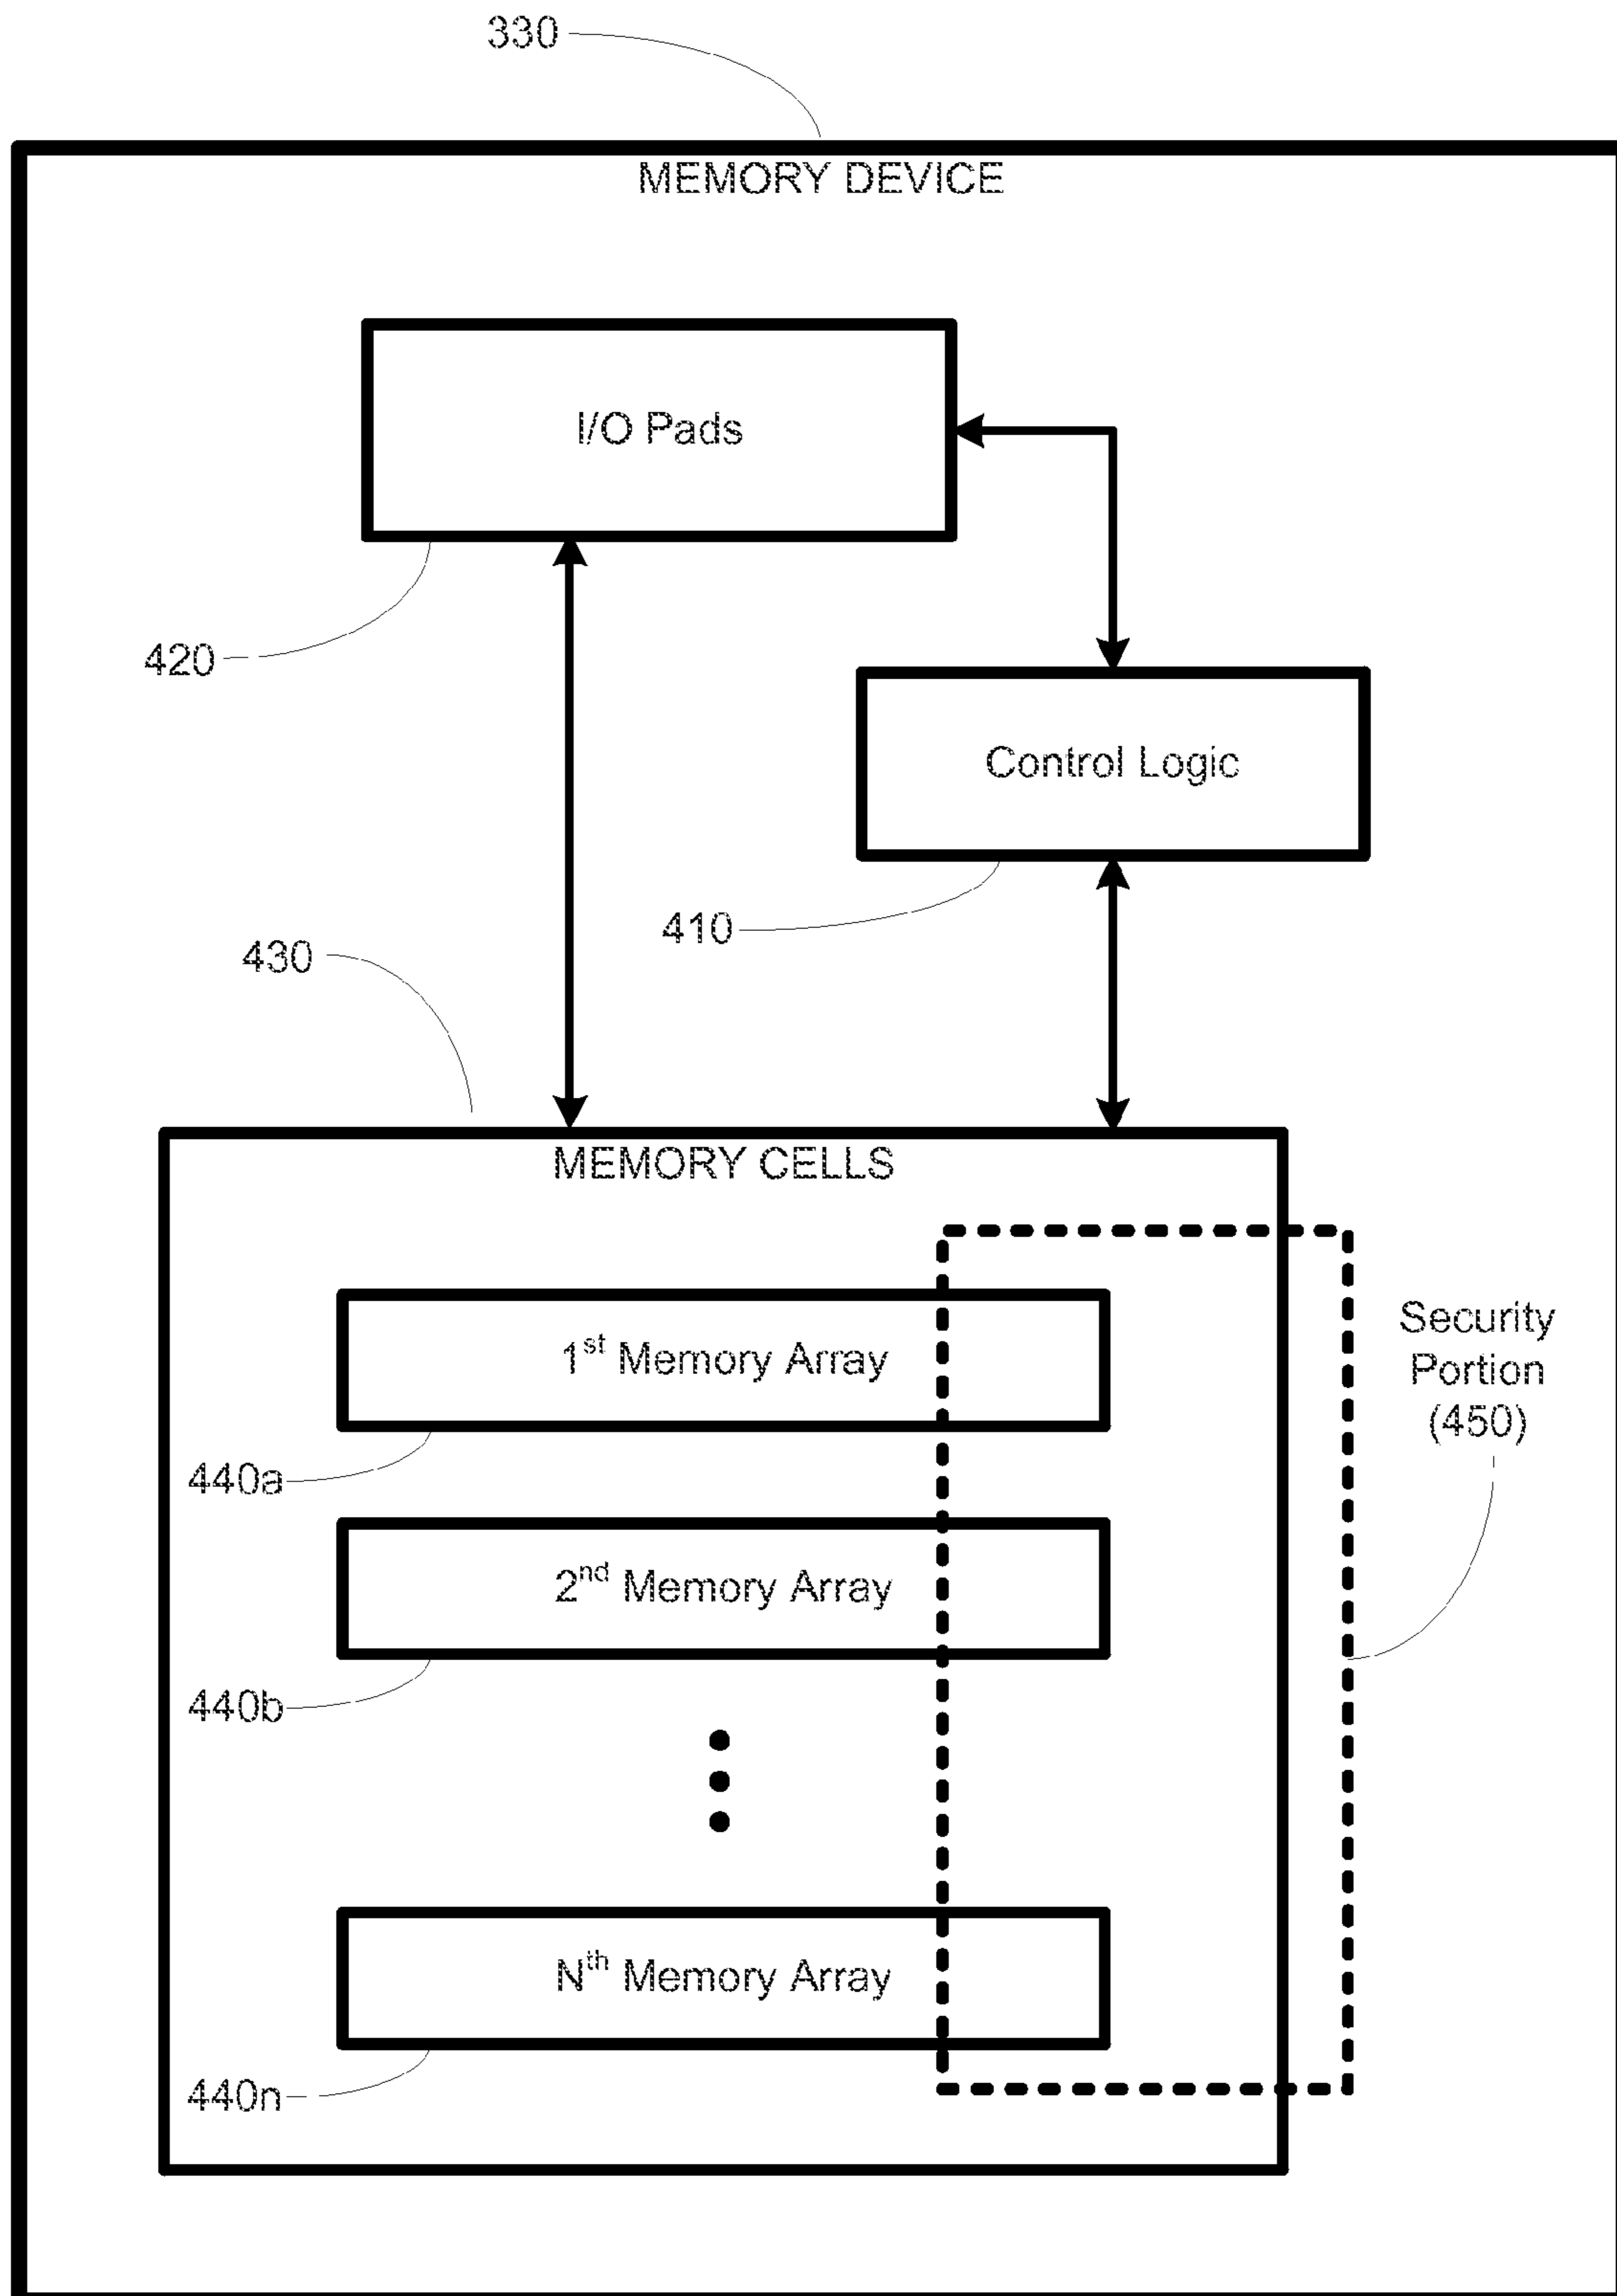 330
MEMORY DEVICE
I/O Pads
420
Control Logic
410
430
MEMORY CELLS
1st Memory Array
440a
2nd Memory Array
440b
Nth Memory Array
440n
Security
Portion
(450)